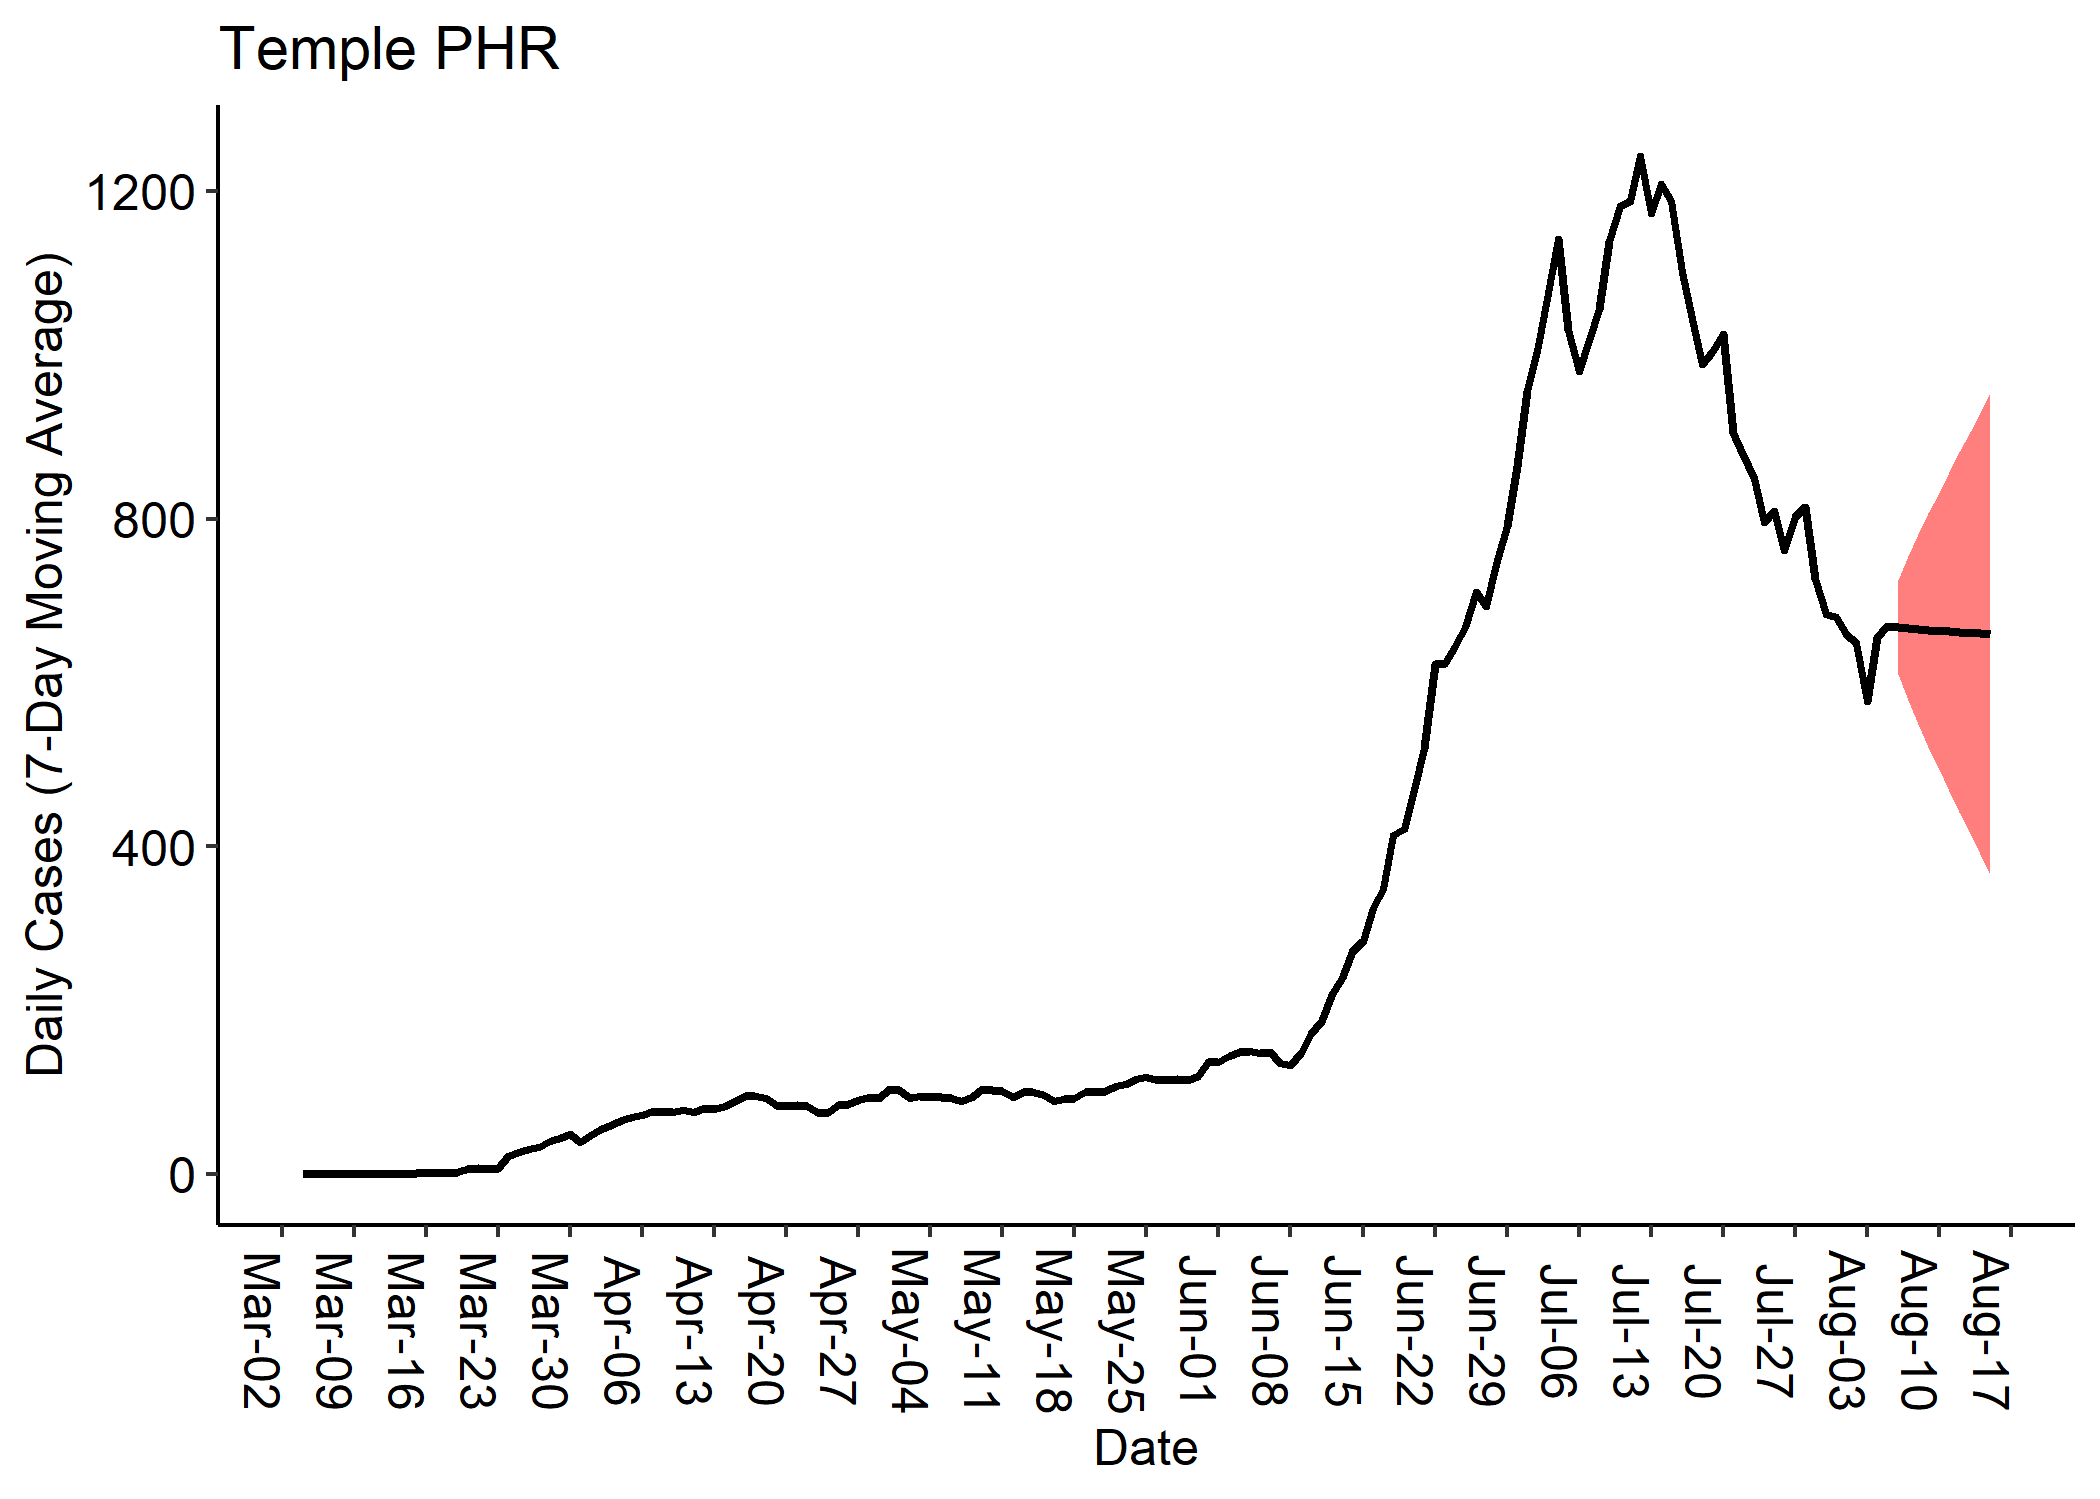 Temple PHR
Daily Cases (7-Day Moving Average)
1200
800
400
0
Mar-02
Mar-09
Mar-16
Mar-23
Mar-30
Apr-06
Apr-13
Apr-20
Apr-27
May-04
May-11
May-18
May-25
Jun-01
Jun-08
Jun-15
Jun-22
Jun-29
Jul-06
Jul-13
Jul-20
Jul-27
Aug-03
Aug-10
Aug-17
Date